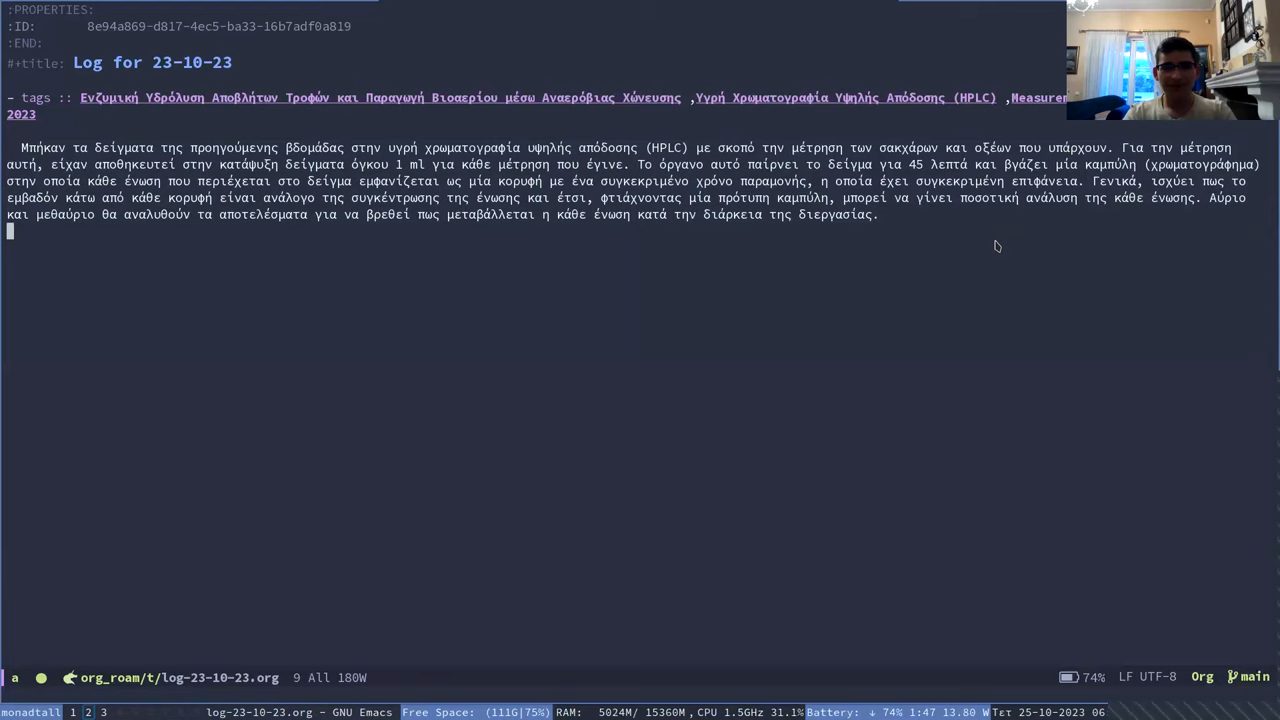 :PROPERTIES:
:ID: 8e94a869-d817-4ec5-ba33-16b7adf0a819
:END:
#+title: Log for 23-10-23
– tags :: Ενζυμική Υδρόλυση Αποβλήτων Τροφών και Παραγωγή Βιοαερίου μέσω Αναερόβιας Χώνευσης ,Υγρή Χρωματογραφία Υψηλής Απόδοσης (HPLC) ,
2023
Μπήκαν τα δείγματα της προηγούμενης βδομάδας στην υγρή χρωματογραφία υψηλής απόδοσης (HPLC) με σκοπό την μέτρηση των σακχάρων και οξέων που υπάρχουν. Για την μέτρηση
αυτή, είχαν αποθηκευτεί στην κατάψυξη δείγματα όγκου 1 ml για κάθε μέτρηση που έγινε. Το όργανο αυτό παίρνει το δείγμα για 45 λεπτά και βγάζει μία καμπύλη (χρωματογράφημα)
στην οποία κάθε ένωση που περιέχεται στο δείγμα εμφανίζεται ως μία κορυφή με ένα συγκεκριμένο χρόνο παραμονής, η οποία έχει συγκεκριμένη επιφάνεια. Γενικά, ισχύει πως το
εμβαδόν κάτω από κάθε κορυφή είναι ανάλογο της συγκέντρωσης της ένωσης και έτσι, φτιάχνοντας μία πρότυπη καμπύλη, μπορεί να γίνει ποσοτική ανάλυση της κάθε ένωσης. Αύριο
και μεθαύριο θα αναλυθούν τα αποτελέσματα για να βρεθεί πως μεταβάλλεται η κάθε ένωση κατά την διάρκεια της διεργασίας.
a org_roam/t/log-23-10-23.org 9 All 180W 74% LF UTF-8 Org main
monadtall 1 2 3 log-23-10-23.org - GNU Emacs Free Space: (111G|75%) RAM: 5024M/ 15360M, CPU 1.5GHz 31.1% Battery: ↓ 74% 1:47 13.80 W Τετ 25-10-2023 06